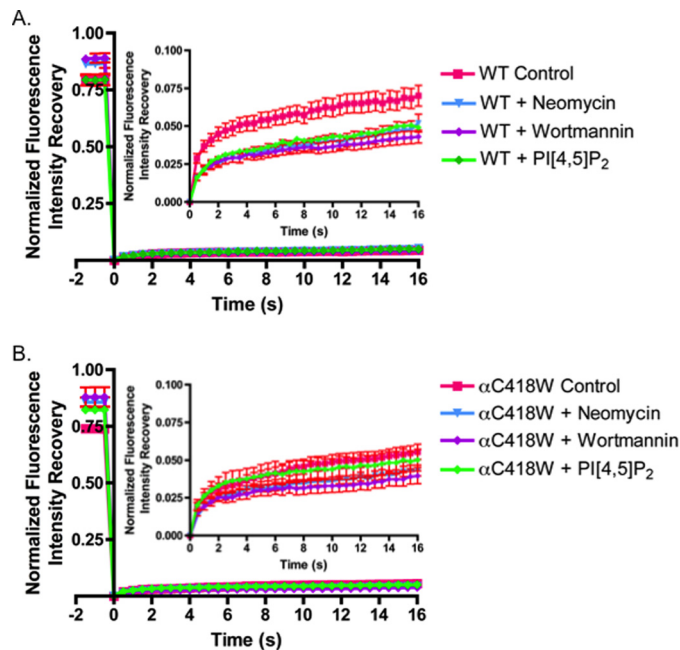 A.
Normalized Fluorescence
Intensity Recovery
1.00
0.75
0.50
0.25
-2 0 2 4 6 8 10 12 14 16
Time (s)
Normalized Fluorescence
Intensity Recovery
0.100
0.075
0.050
0.025
0.000
0 2 4 6 8 10 12 14 16
Time (s)
WT Control
WT + Neomycin
WT + Wortmannin
WT + PI[4,5]P₂
B.
Normalized Fluorescence
Intensity Recovery
1.00
0.75
0.50
0.25
-2 0 2 4 6 8 10 12 14 16
Time (s)
Normalized Fluorescence
Intensity Recovery
0.100
0.075
0.050
0.025
0.000
0 2 4 6 8 10 12 14 16
Time (s)
αC418W Control
αC418W + Neomycin
αC418W + Wortmannin
αC418W + PI[4,5]P₂